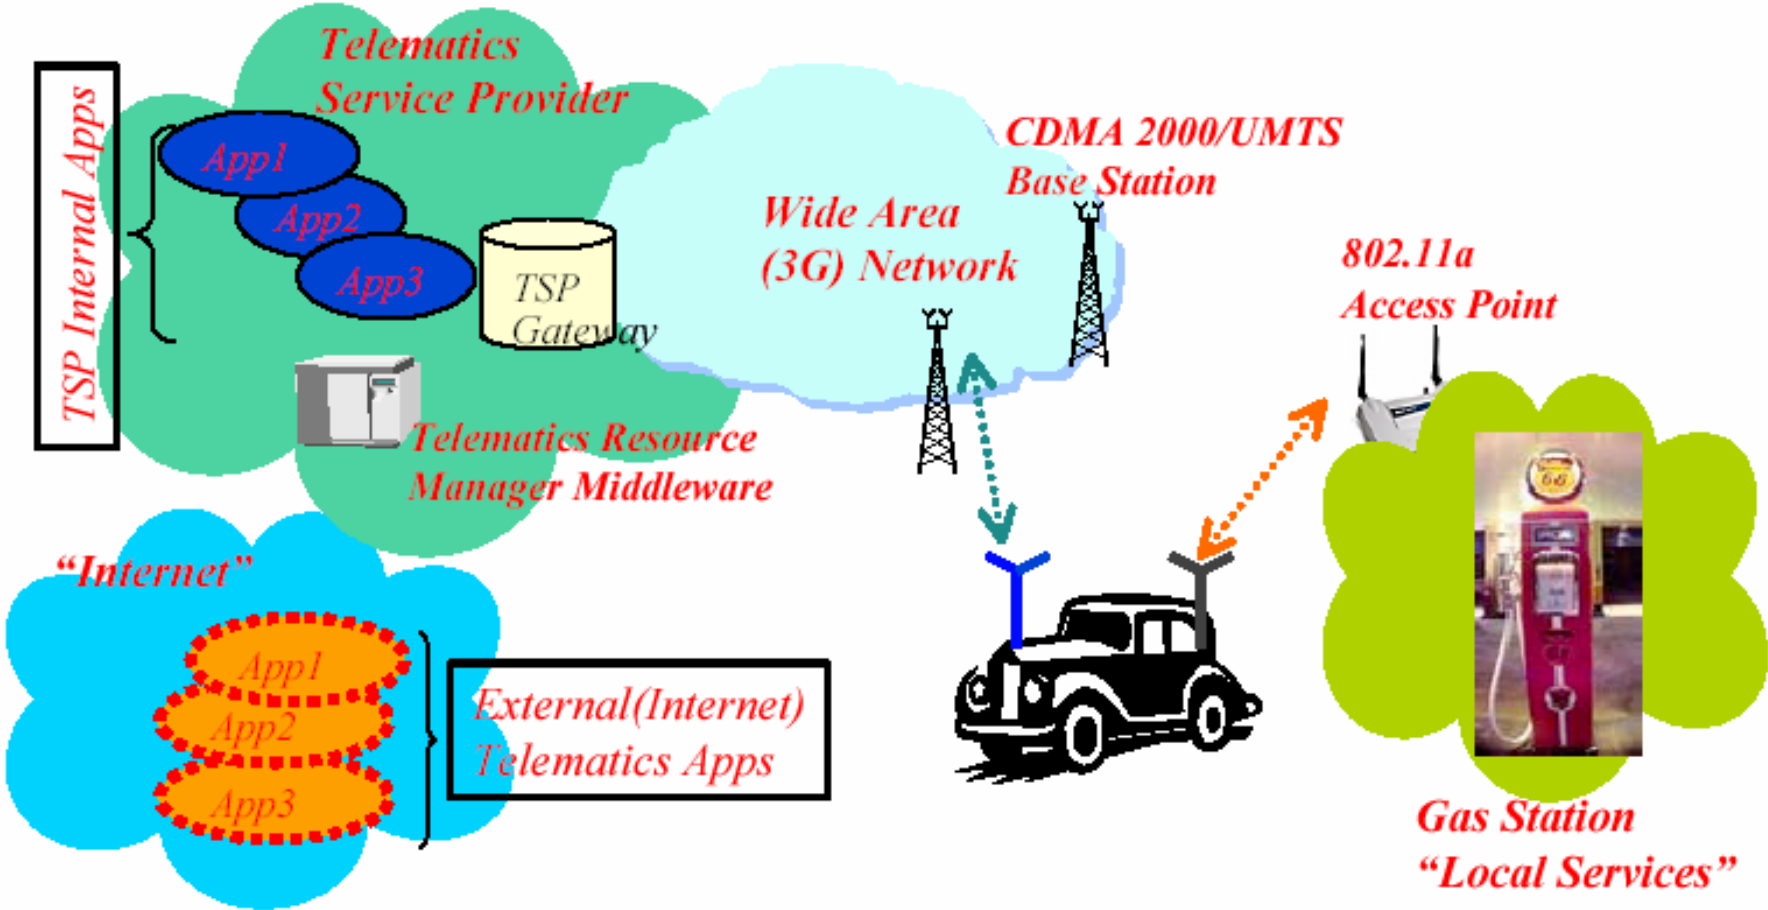 Telematics
Service Provider
TSP Internal Apps
App1
App2
App3
TSP
Gateway
Telematics Resource
Manager Middleware
Wide Area
(3G) Network
CDMA 2000/UMTS
Base Station
802.11a
Access Point
“Internet”
App1
App2
App3
External(Internet)
Telematics Apps
66
Gas Station
“Local Services”